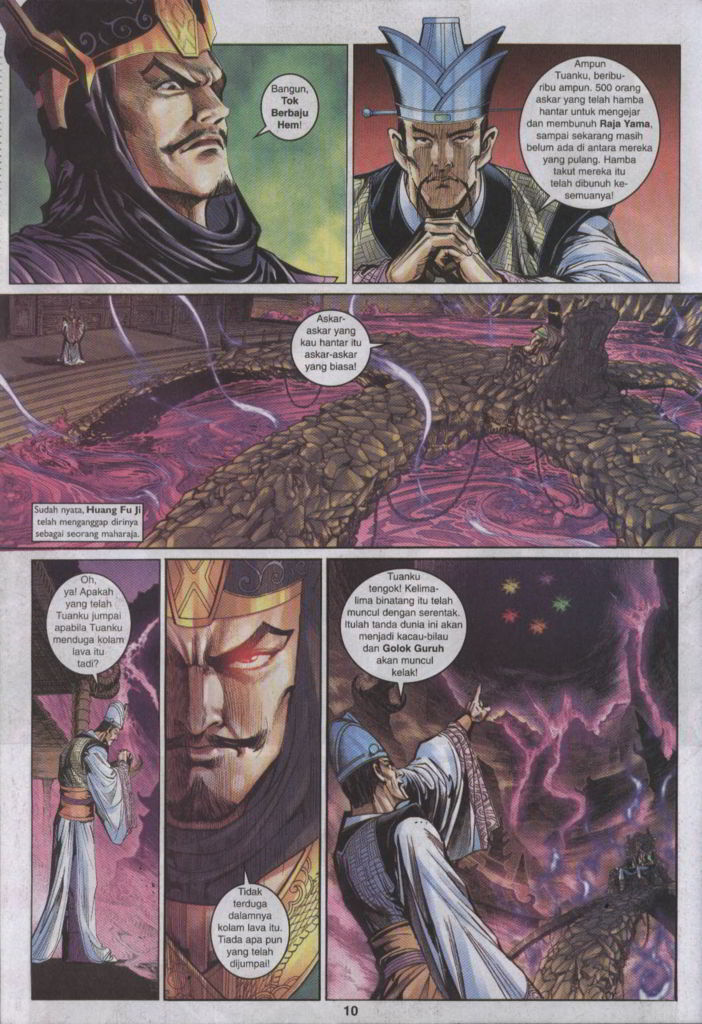 Bangun,
Tok
Berbaju
Hem!
Ampun
Tuanku, beribu-
ribu ampun. 500 orang
askar yang telah hamba
hantar untuk mengejar
dan membunuh Raja Yama,
sampai sekarang masih
belum ada di antara mereka
yang pulang. Hamba
takut mereka itu
telah dibunuh ke-
semuanya!
Askar-
askar yang
kau hantar itu
askar-askar
yang biasa!
Sudah nyata, Huang Fu Ji
telah menganggap dirinya
sebagai seorang maharaja.
Oh,
ya! Apakah
yang telah
Tuanku jumpai
apabila Tuanku
menduga kolam
lava itu
tadi?
Tidak
terduga
dalamnya
kolam lava itu.
Tiada apa pun
yang telah
dijumpai!
Tuanku
tengok! Kelima-
lima binatang itu telah
muncul dengan serentak.
Itulah tanda dunia ini akan
menjadi kacau-bilau
dan Golok Guruh
akan muncul
kelak!
10